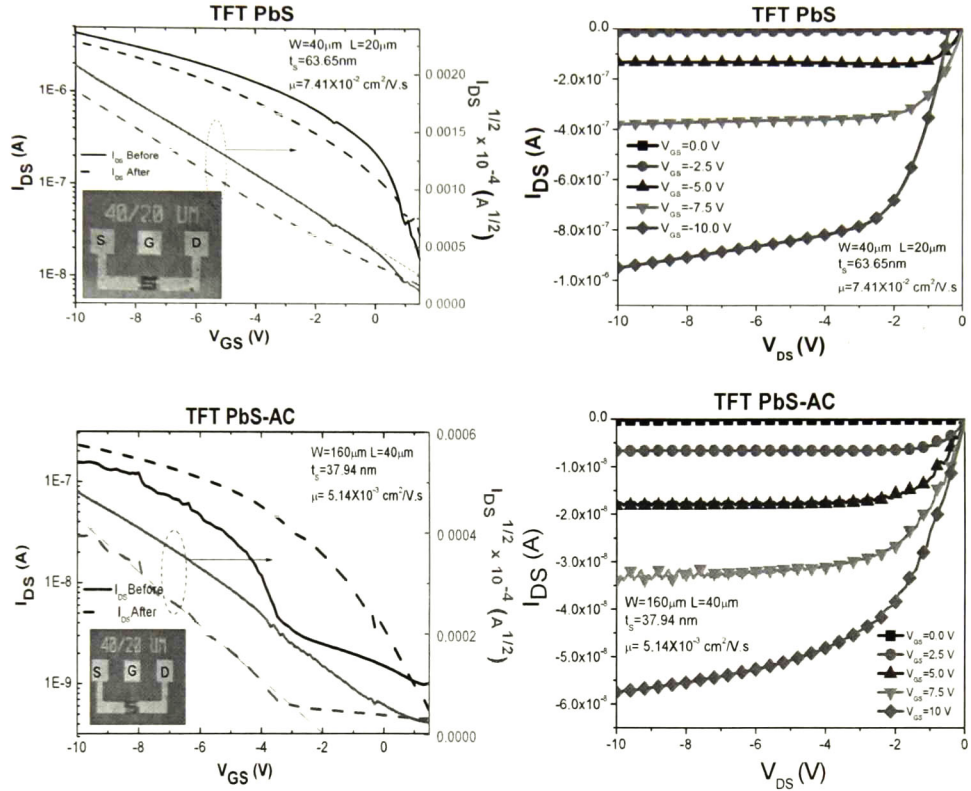 TFT PbS
I_DS (A)
1E-6
1E-7
1E-8
W=40μm L=20μm
t_S=63.65nm
μ=7.41X10^-2 cm^2/V.s
I_DS Before
I_DS After
40/20 UM
S G D
0.0020
0.0015
0.0010
0.0005
0.0000
I_DS^1/2 x 10^-4 (A^1/2)
-10 -8 -6 -4 -2 0
V_GS (V)
TFT PbS
I_DS (A)
0.0
-2.0x10^-7
-4.0x10^-7
-6.0x10^-7
-8.0x10^-7
-1.0x10^-6
V_GS=0.0 V
V_GS=-2.5 V
V_GS=-5.0 V
V_GS=-7.5 V
V_GS=-10.0 V
W=40μm L=20μm
t_S=63 65nm
μ=7.41X10^-2 cm^2/V.s
-10 -8 -6 -4 -2 0
V_DS (V)
TFT PbS-AC
I_DS (A)
1E-7
1E-8
1E-9
W=160μm L=40μm
t_S=37.94 nm
μ= 5.14X10^-3 cm^2/V.s
I_DS Before
I_DS After
40/20 UM
S G D
0.0006
0.0004
0.0002
0.0000
I_DS^1/2 x 10^-4 (A^1/2)
-10 -8 -6 -4 -2 0
V_GS (V)
TFT PbS-AC
I_DS (A)
0.0
-1.0x10^-8
-2.0x10^-8
-3.0x10^-8
-4.0x10^-8
-5.0x10^-8
-6.0x10^-8
W=160μm L=40μm
t_S=37.94 nm
μ= 5.14X10^-3 cm^2/V.s
V_GS=0.0 V
V_GS=2.5 V
V_GS=5.0 V
V_GS=7.5 V
V_GS=10 V
-10 -8 -6 -4 -2 0
V_DS (V)